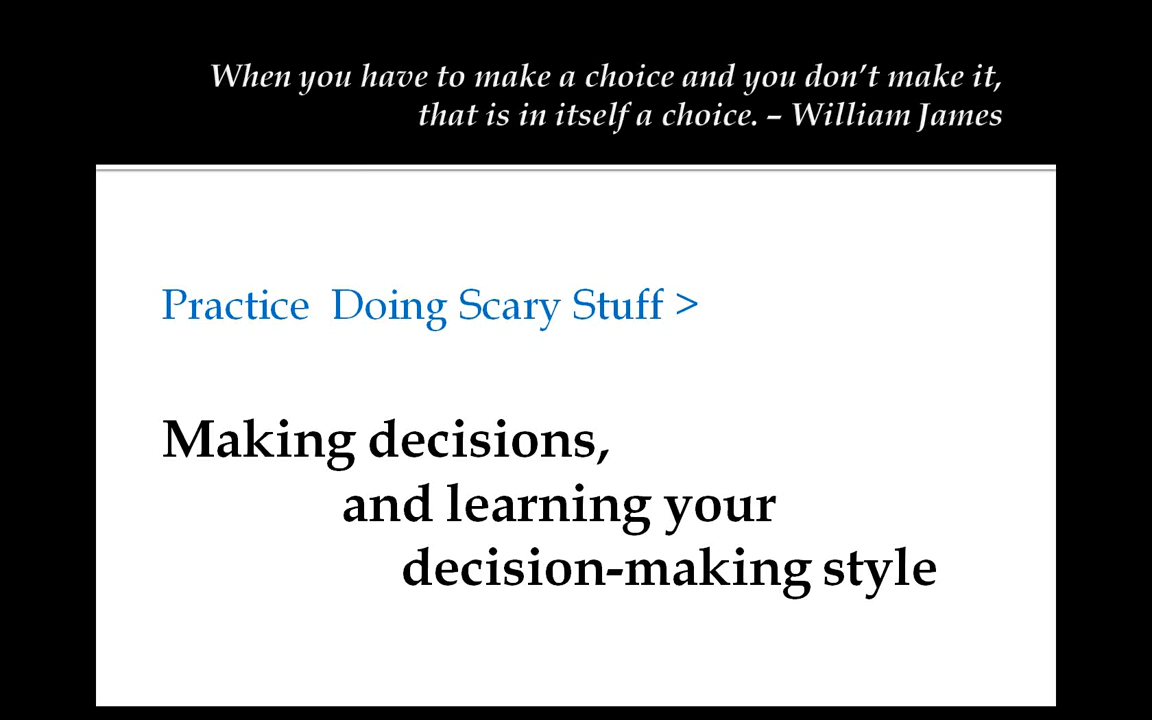 When you have to make a choice and you don’t make it,
that is in itself a choice. – William James
Practice  Doing Scary Stuff >
Making decisions,
and learning your
decision-making style